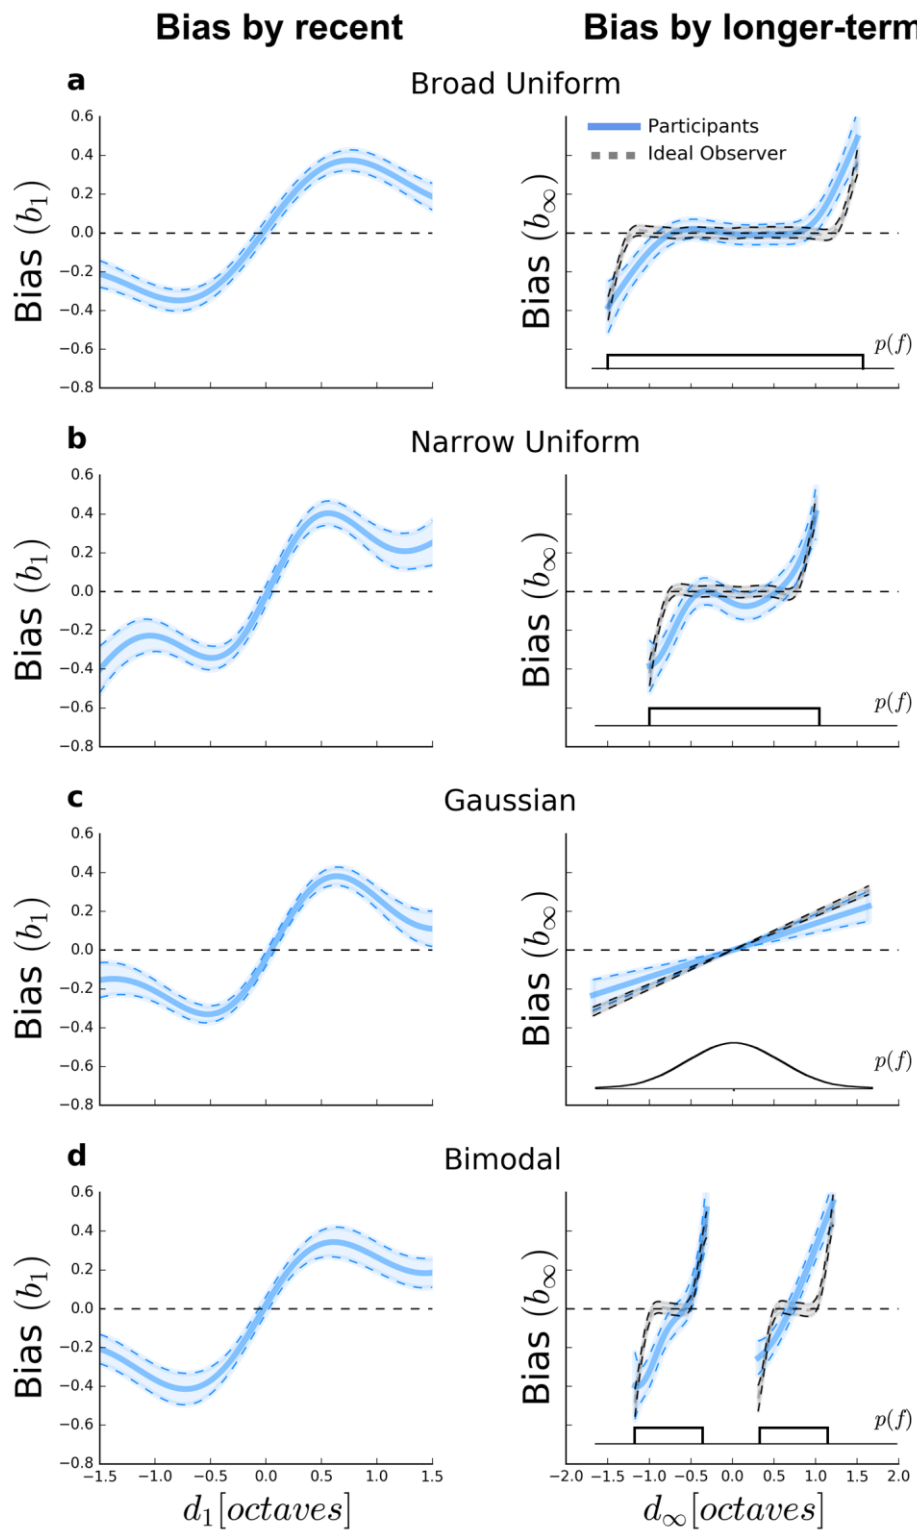 Bias by recent
Bias by longer-term
a
Broad Uniform
Bias (b₁)
0.6
0.4
0.2
0.0
−0.2
−0.4
−0.6
−0.8
Bias (b∞)
Participants
Ideal Observer
p(f)
b
Narrow Uniform
Bias (b₁)
0.6
0.4
0.2
0.0
−0.2
−0.4
−0.6
−0.8
Bias (b∞)
p(f)
c
Gaussian
Bias (b₁)
0.6
0.4
0.2
0.0
−0.2
−0.4
−0.6
−0.8
Bias (b∞)
p(f)
d
Bimodal
Bias (b₁)
0.6
0.4
0.2
0.0
−0.2
−0.4
−0.6
−0.8
Bias (b∞)
p(f)
−1.5 −1.0 −0.5 0.0 0.5 1.0 1.5
d₁[octaves]
−2.0 −1.5 −1.0 −0.5 0.0 0.5 1.0 1.5 2.0
d∞[octaves]